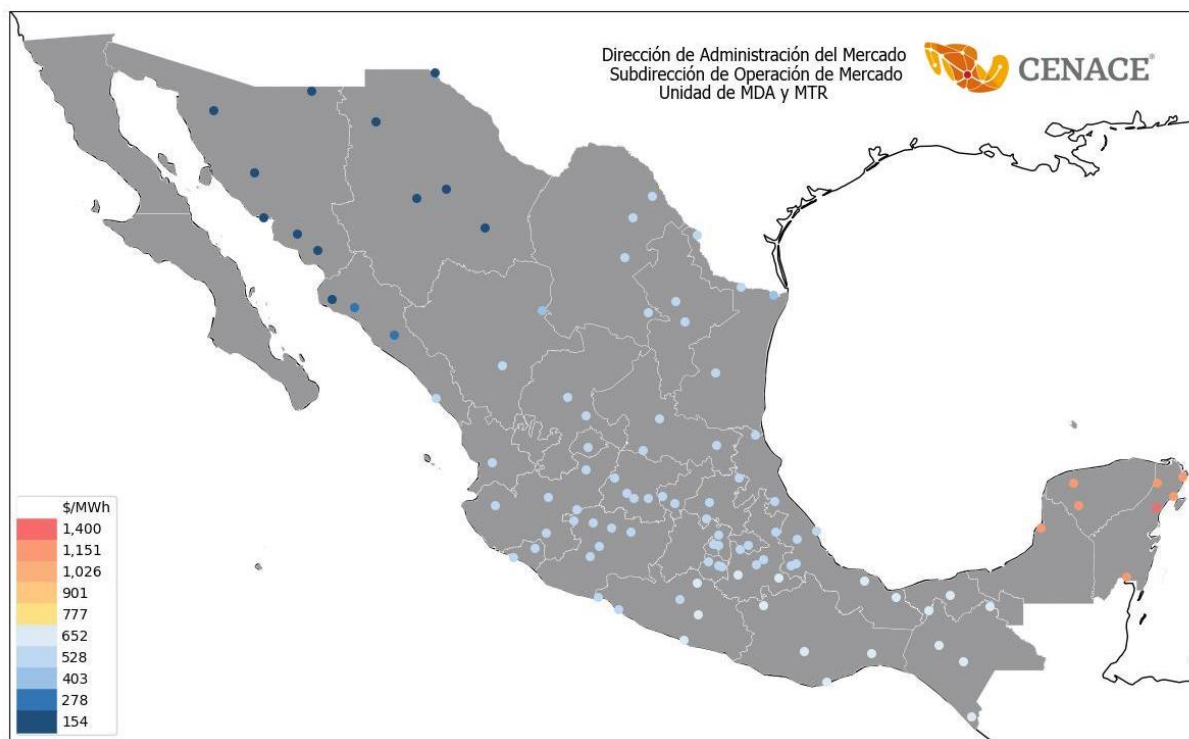 Dirección de Administración del Mercado
Subdirección de Operación de Mercado
Unidad de MDA y MTR
CENACE®
$/MWh
1,400
1,151
1,026
901
777
652
528
403
278
154